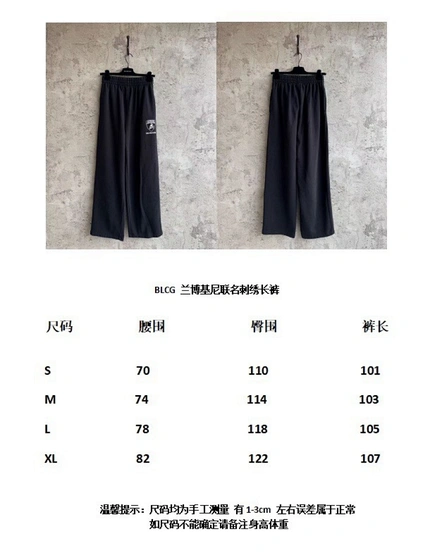 BLCG 兰博基尼联名刺绣长裤
尺码 腰围 臀围 裤长
S 70 110 101
M 74 114 103
L 78 118 105
XL 82 122 107
温馨提示：尺码均为手工测量 有1-3cm 左右误差属于正常
如尺码不能确定请备注身高体重